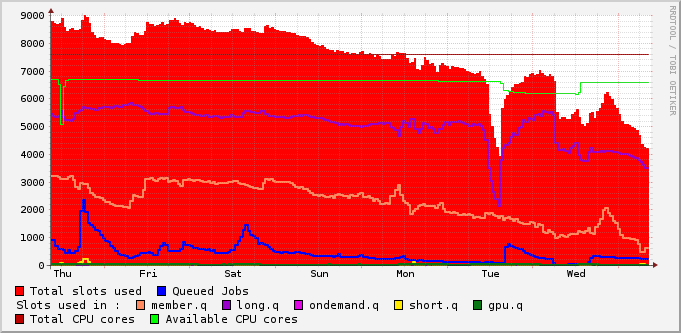 9000
8000
7000
6000
5000
4000
3000
2000
1000
0
Thu Fri Sat Sun Mon Tue Wed
RRDTOOL / TOBI OETIKER
Total slots used Queued Jobs
Slots used in : member.q long.q ondemand.q short.q gpu.q
Total CPU cores Available CPU cores